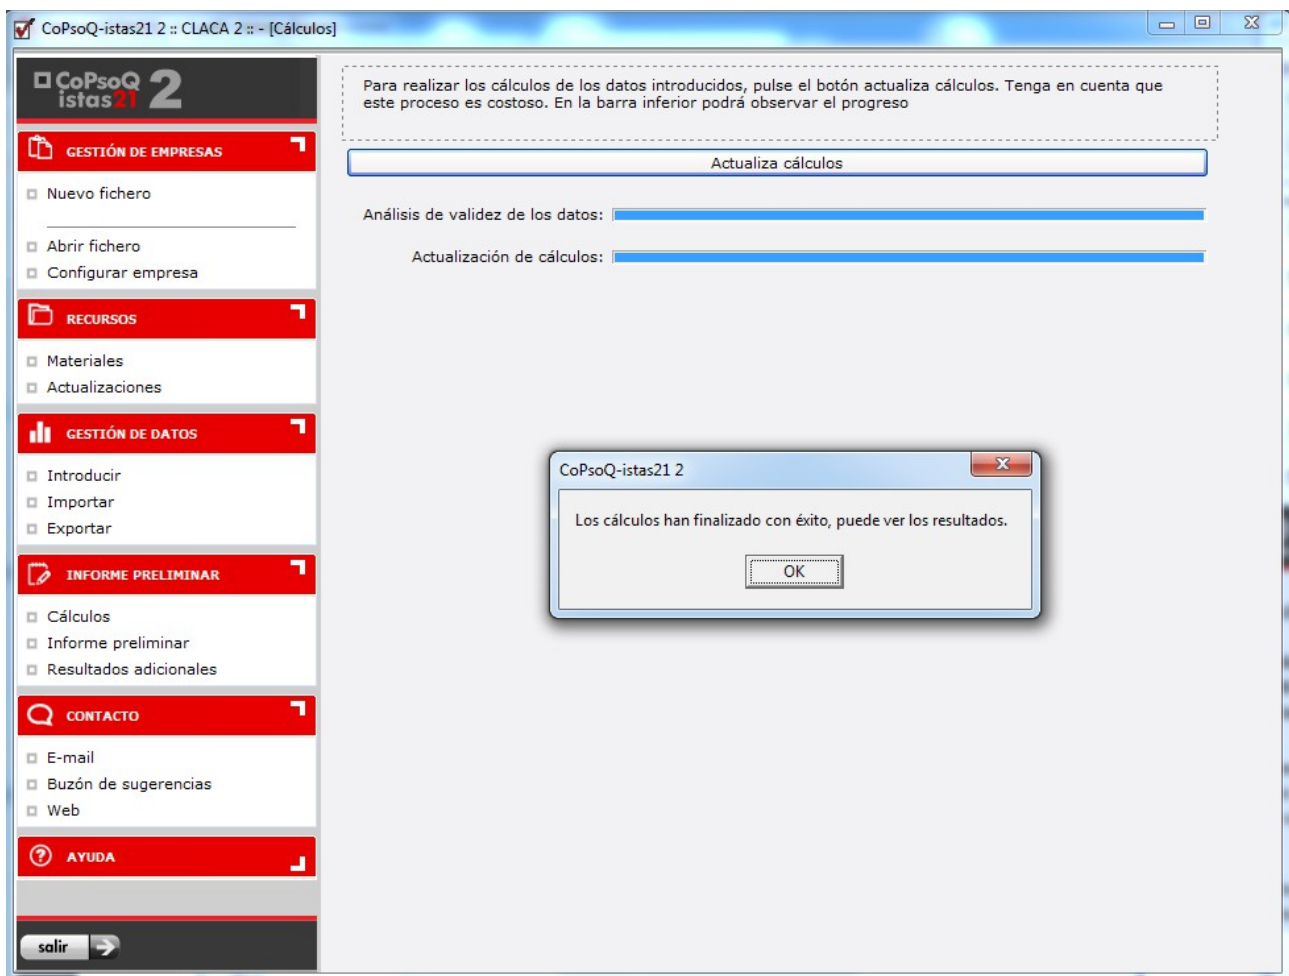 CoPsoQ-istas21 2 :: CLACA 2 :: - [Cálculos]
CoPsoQ 2
istas21
GESTIÓN DE EMPRESAS
Nuevo fichero
Abrir fichero
Configurar empresa
RECURSOS
Materiales
Actualizaciones
GESTIÓN DE DATOS
Introducir
Importar
Exportar
INFORME PRELIMINAR
Cálculos
Informe preliminar
Resultados adicionales
CONTACTO
E-mail
Buzón de sugerencias
Web
AYUDA
salir
Para realizar los cálculos de los datos introducidos, pulse el botón actualiza cálculos. Tenga en cuenta que
este proceso es costoso. En la barra inferior podrá observar el progreso
Actualiza cálculos
Análisis de validez de los datos:
Actualización de cálculos:
CoPsoQ-istas21 2
Los cálculos han finalizado con éxito, puede ver los resultados.
OK